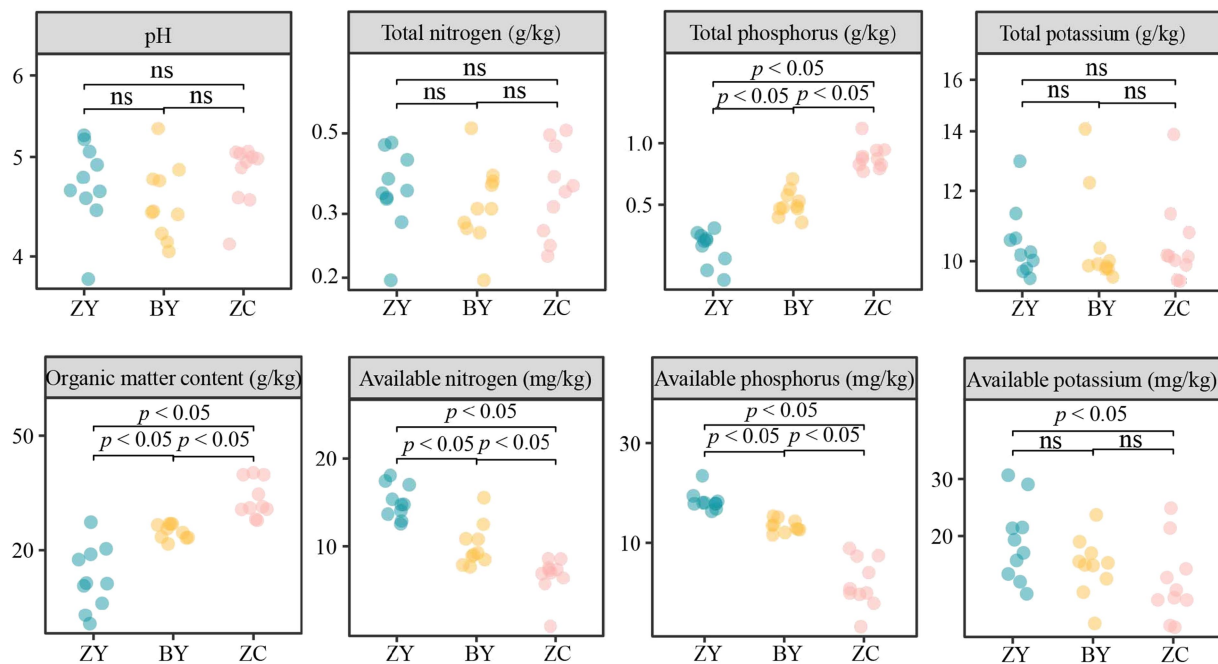 pH
6
5
4
ns
ns
ns
ZY
BY
ZC
Total nitrogen (g/kg)
0.5
0.3
0.2
ns
ns
ns
ZY
BY
ZC
Total phosphorus (g/kg)
1.0
0.5
p < 0.05
p < 0.05
p < 0.05
ZY
BY
ZC
Total potassium (g/kg)
16
14
12
10
ns
ns
ns
ZY
BY
ZC
Organic matter content (g/kg)
50
20
p < 0.05
p < 0.05
p < 0.05
ZY
BY
ZC
Available nitrogen (mg/kg)
20
10
p < 0.05
p < 0.05
p < 0.05
ZY
BY
ZC
Available phosphorus (mg/kg)
30
10
p < 0.05
p < 0.05
p < 0.05
ZY
BY
ZC
Available potassium (mg/kg)
30
20
p < 0.05
ns
ns
ZY
BY
ZC